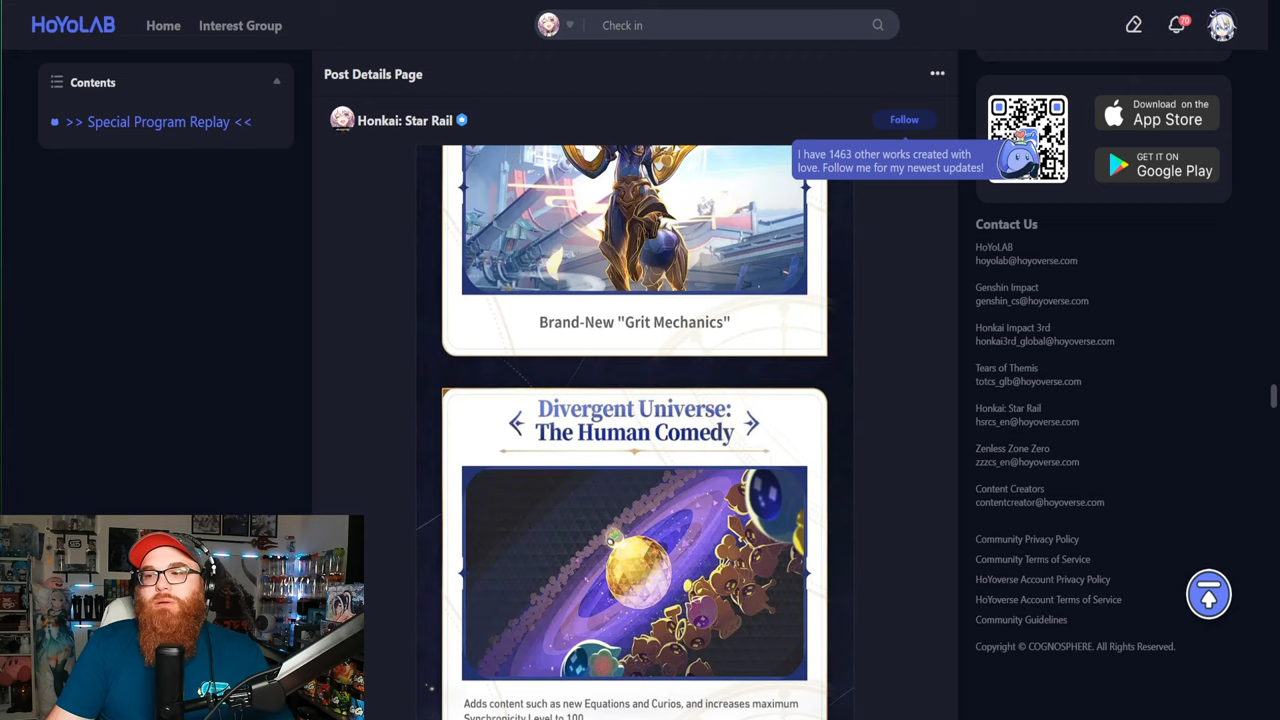 HoYoLAB
Home
Interest Group
Check in
70
Contents
>> Special Program Replay <<
Post Details Page
Honkai: Star Rail
Follow
I have 1463 other works created with
love. Follow me for my newest updates!
Brand-New "Grit Mechanics"
Divergent Universe:
The Human Comedy
Adds content such as new Equations and Curios, and increases maximum
Synchronicity Level to 100
Download on the
App Store
GET IT ON
Google Play
Contact Us
HoYoLAB
hoyolab@hoyoverse.com
Genshin Impact
genshin_cs@hoyoverse.com
Honkai Impact 3rd
honkai3rd_global@hoyoverse.com
Tears of Themis
totcs_glb@hoyoverse.com
Honkai: Star Rail
hsrcs_en@hoyoverse.com
Zenless Zone Zero
zzzcs_en@hoyoverse.com
Content Creators
contentcreator@hoyoverse.com
Community Privacy Policy
Community Terms of Service
HoYoverse Account Privacy Policy
HoYoverse Account Terms of Service
Community Guidelines
Copyright © COGNOSPHERE. All Rights Reserved.